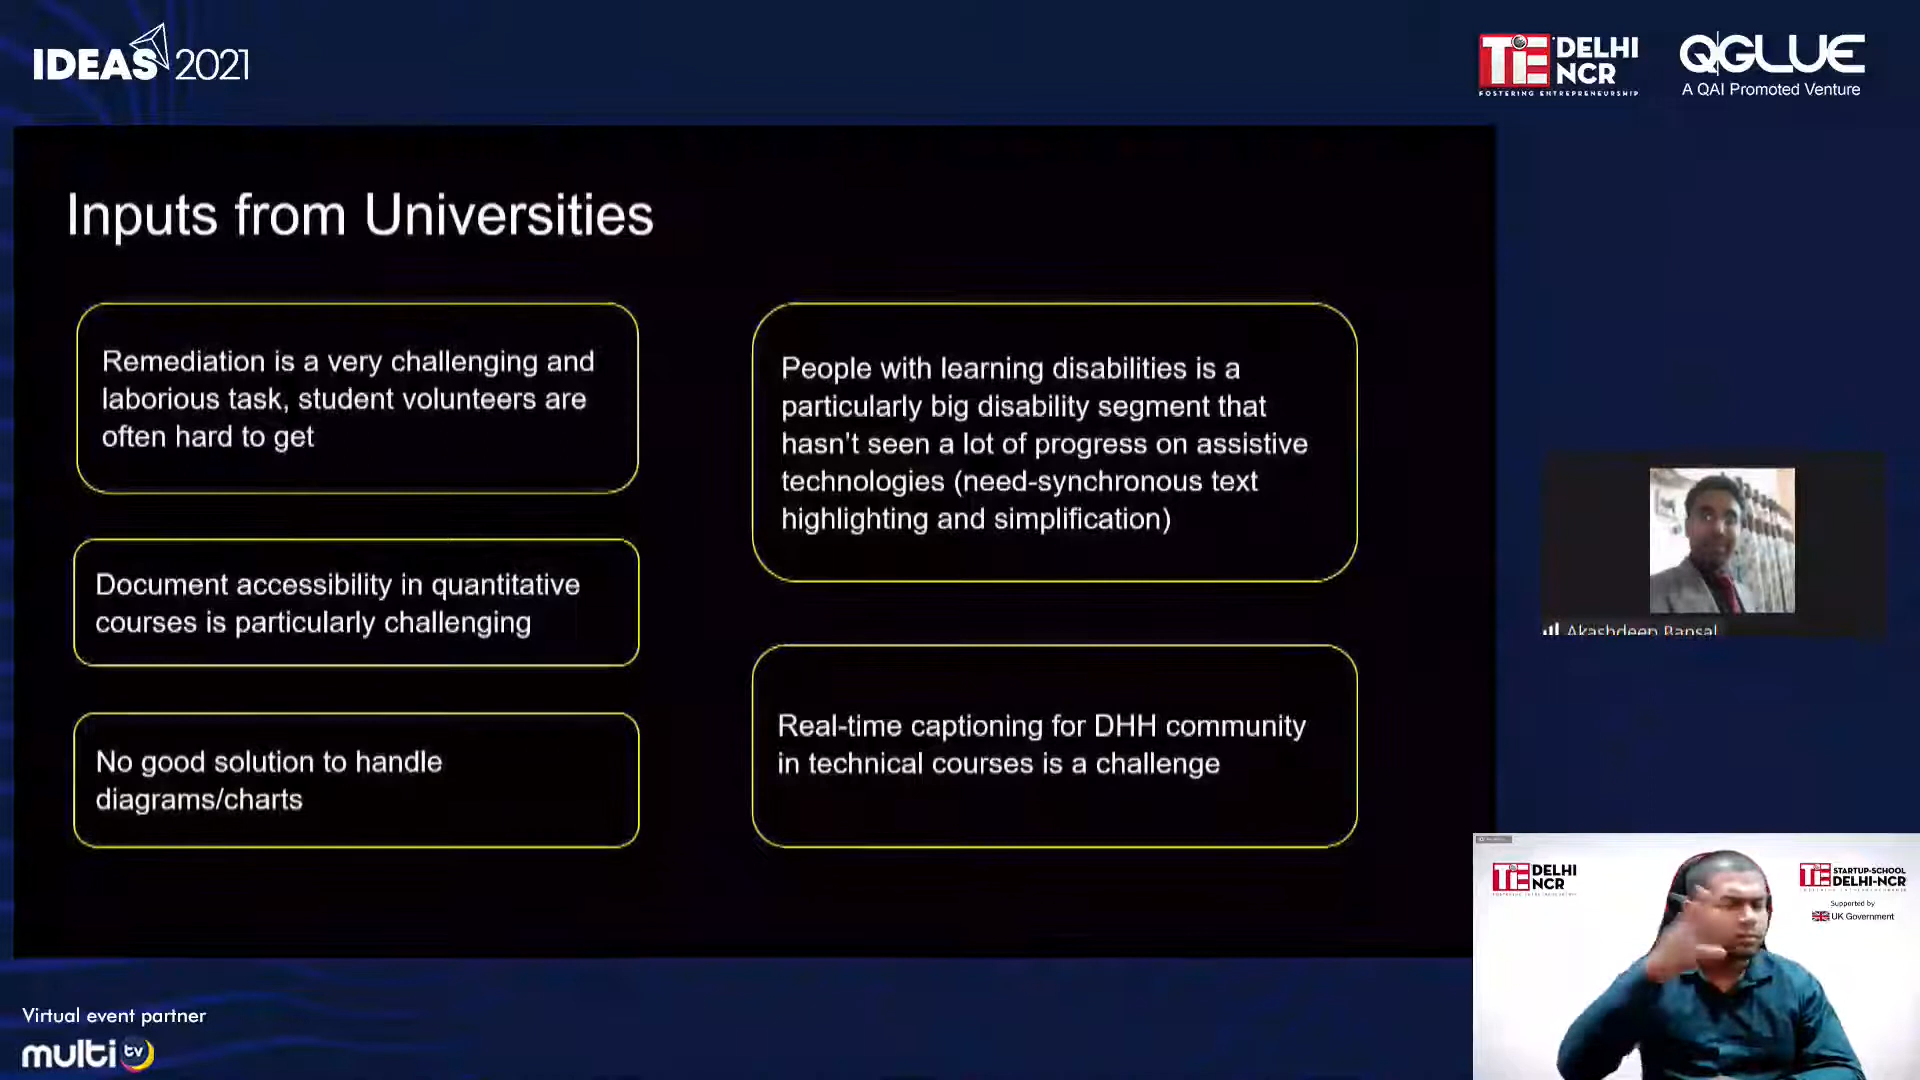 IDEAS 2021
TiE DELHI NCR
FOSTERING ENTREPRENEURSHIP
QGLUE
A QAI Promoted Venture
Inputs from Universities
Remediation is a very challenging and
laborious task, student volunteers are
often hard to get
Document accessibility in quantitative
courses is particularly challenging
No good solution to handle
diagrams/charts
People with learning disabilities is a
particularly big disability segment that
hasn't seen a lot of progress on assistive
technologies (need-synchronous text
highlighting and simplification)
Real-time captioning for DHH community
in technical courses is a challenge
Akashdeep Bansal
TiE DELHI NCR
TiE STARTUP-SCHOOL
DELHI-NCR
Supported by
UK Government
Virtual event partner
multi tv